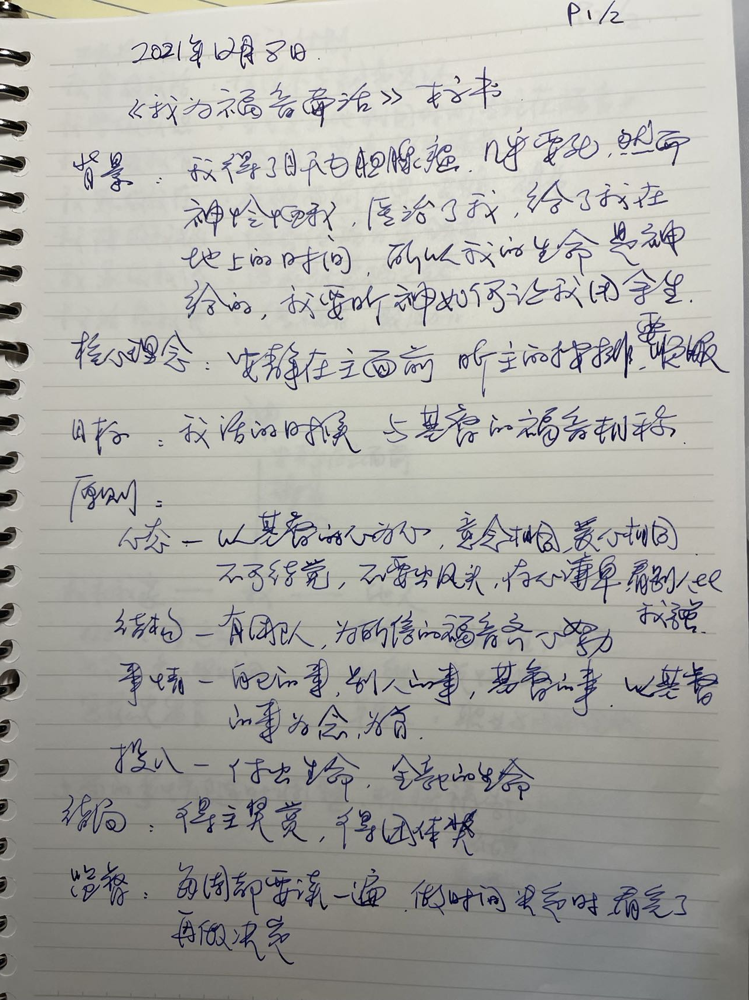 P1/2
2021年12月8日.
《我为福音而活》 标书
背景： 我得了肝内胆腺癌. 几乎要死, 然而
神怜悯我, 医治了我, 给了我在
地上的时间, 所以我的生命是神
给的, 我要听神如何让我用余生.
核心理念： 安静在主面前 听主的安排, 要顺服
目标： 我活的时候 与基督的福音相称.
原则：
心态 — 以基督的心为心, 意念相同, 爱心相同.
不可结党, 不要出风头, 存心谦卑, 看别人比
我强.
结构 — 有团队, 为所信的福音齐心努力
事情 — 自己的事, 别人的事, 基督的事. 以基督
的事为念, 为首.
投入 — 付出生命. 全部的生命
结局： 得主奖赏, 得团体奖
监督： 每周都要读一遍. 做时间决定时, 看完了
再做决定